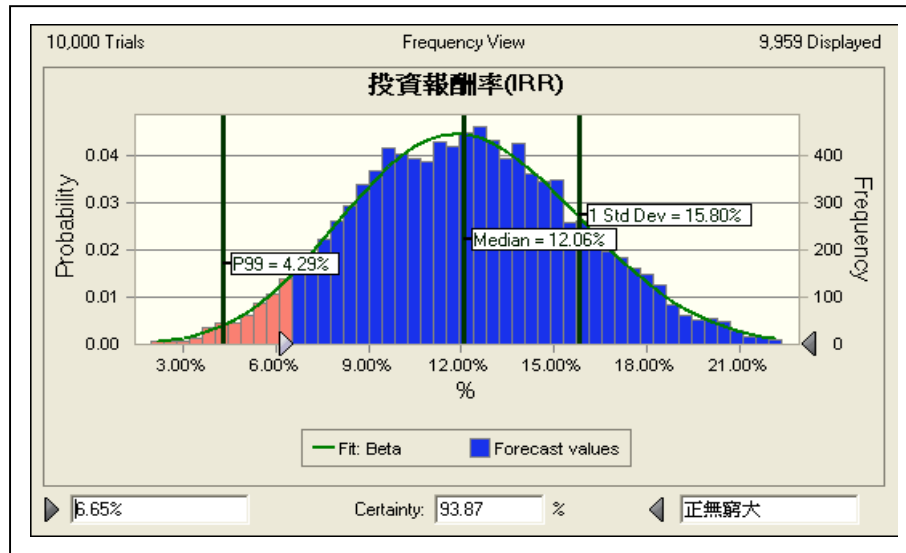 10,000 Trials Frequency View 9,959 Displayed
投資報酬率(IRR)
Probability
Frequency
0.04
0.03
0.02
0.01
0.00
400
300
200
100
0
1 Std Dev = 15.80%
Median = 12.06%
P99 = 4.29%
3.00% 6.00% 9.00% 12.00% 15.00% 18.00% 21.00%
%
Fit: Beta Forecast values
6.65% Certainty: 93.87 % 正無窮大